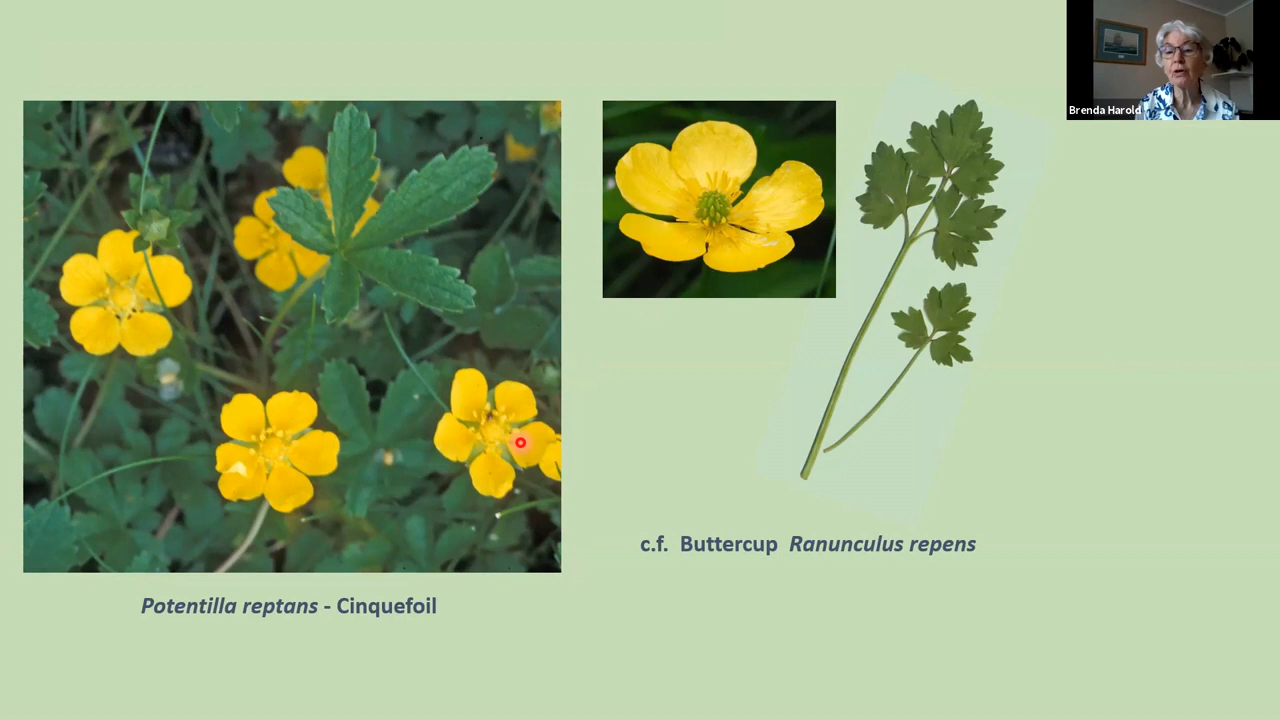 Brenda Harold
c.f. Buttercup Ranunculus repens
Potentilla reptans - Cinquefoil